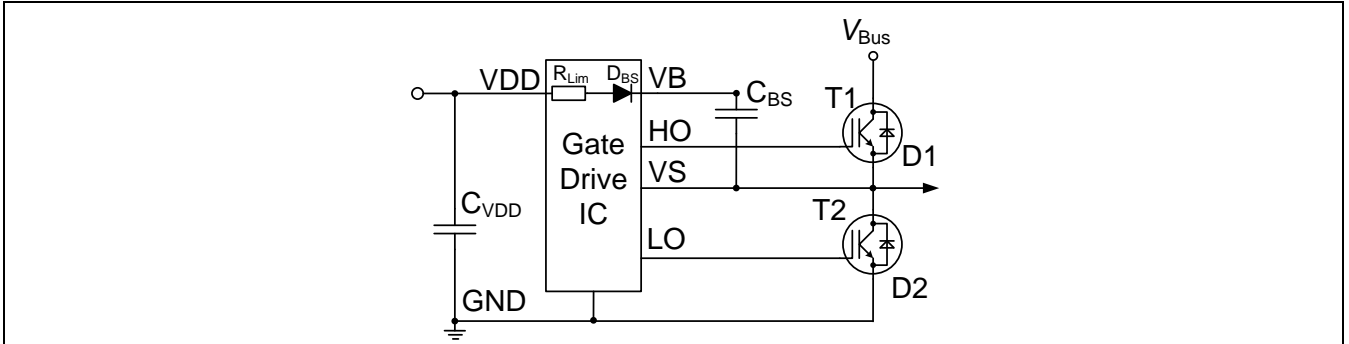 V_Bus
VDD
R_Lim
D_BS
VB
C_BS
T1
HO
Gate
Drive
IC
D1
VS
C_VDD
T2
LO
D2
GND